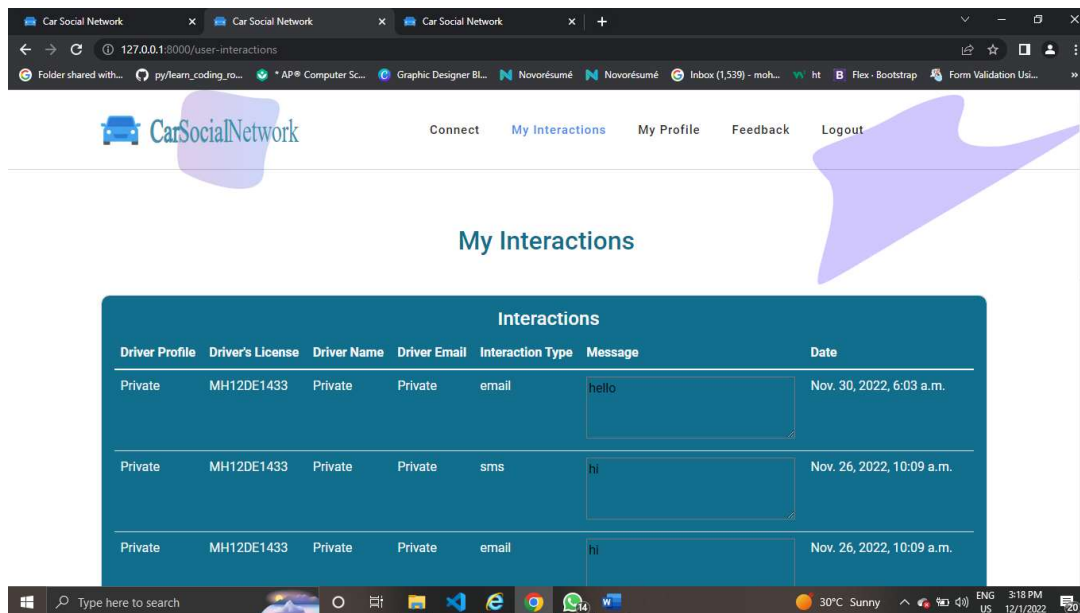 Car Social Network Car Social Network Car Social Network
127.0.0.1:8000/user-interactions
Folder shared with... py/learn_coding_ro... * AP® Computer Sc... Graphic Designer Bl... Novorésumé Novorésumé Inbox (1,539) - moh... ht Flex · Bootstrap Form Validation Usi... »
CarSocialNetwork Connect My Interactions My Profile Feedback Logout
My Interactions
Interactions
Driver Profile Driver's License Driver Name Driver Email Interaction Type Message Date
Private MH12DE1433 Private Private email hello Nov. 30, 2022, 6:03 a.m.
Private MH12DE1433 Private Private sms hi Nov. 26, 2022, 10:09 a.m.
Private MH12DE1433 Private Private email hi Nov. 26, 2022, 10:09 a.m.
Type here to search 14 30°C Sunny ENG 3:18 PM
US 12/1/2022 20